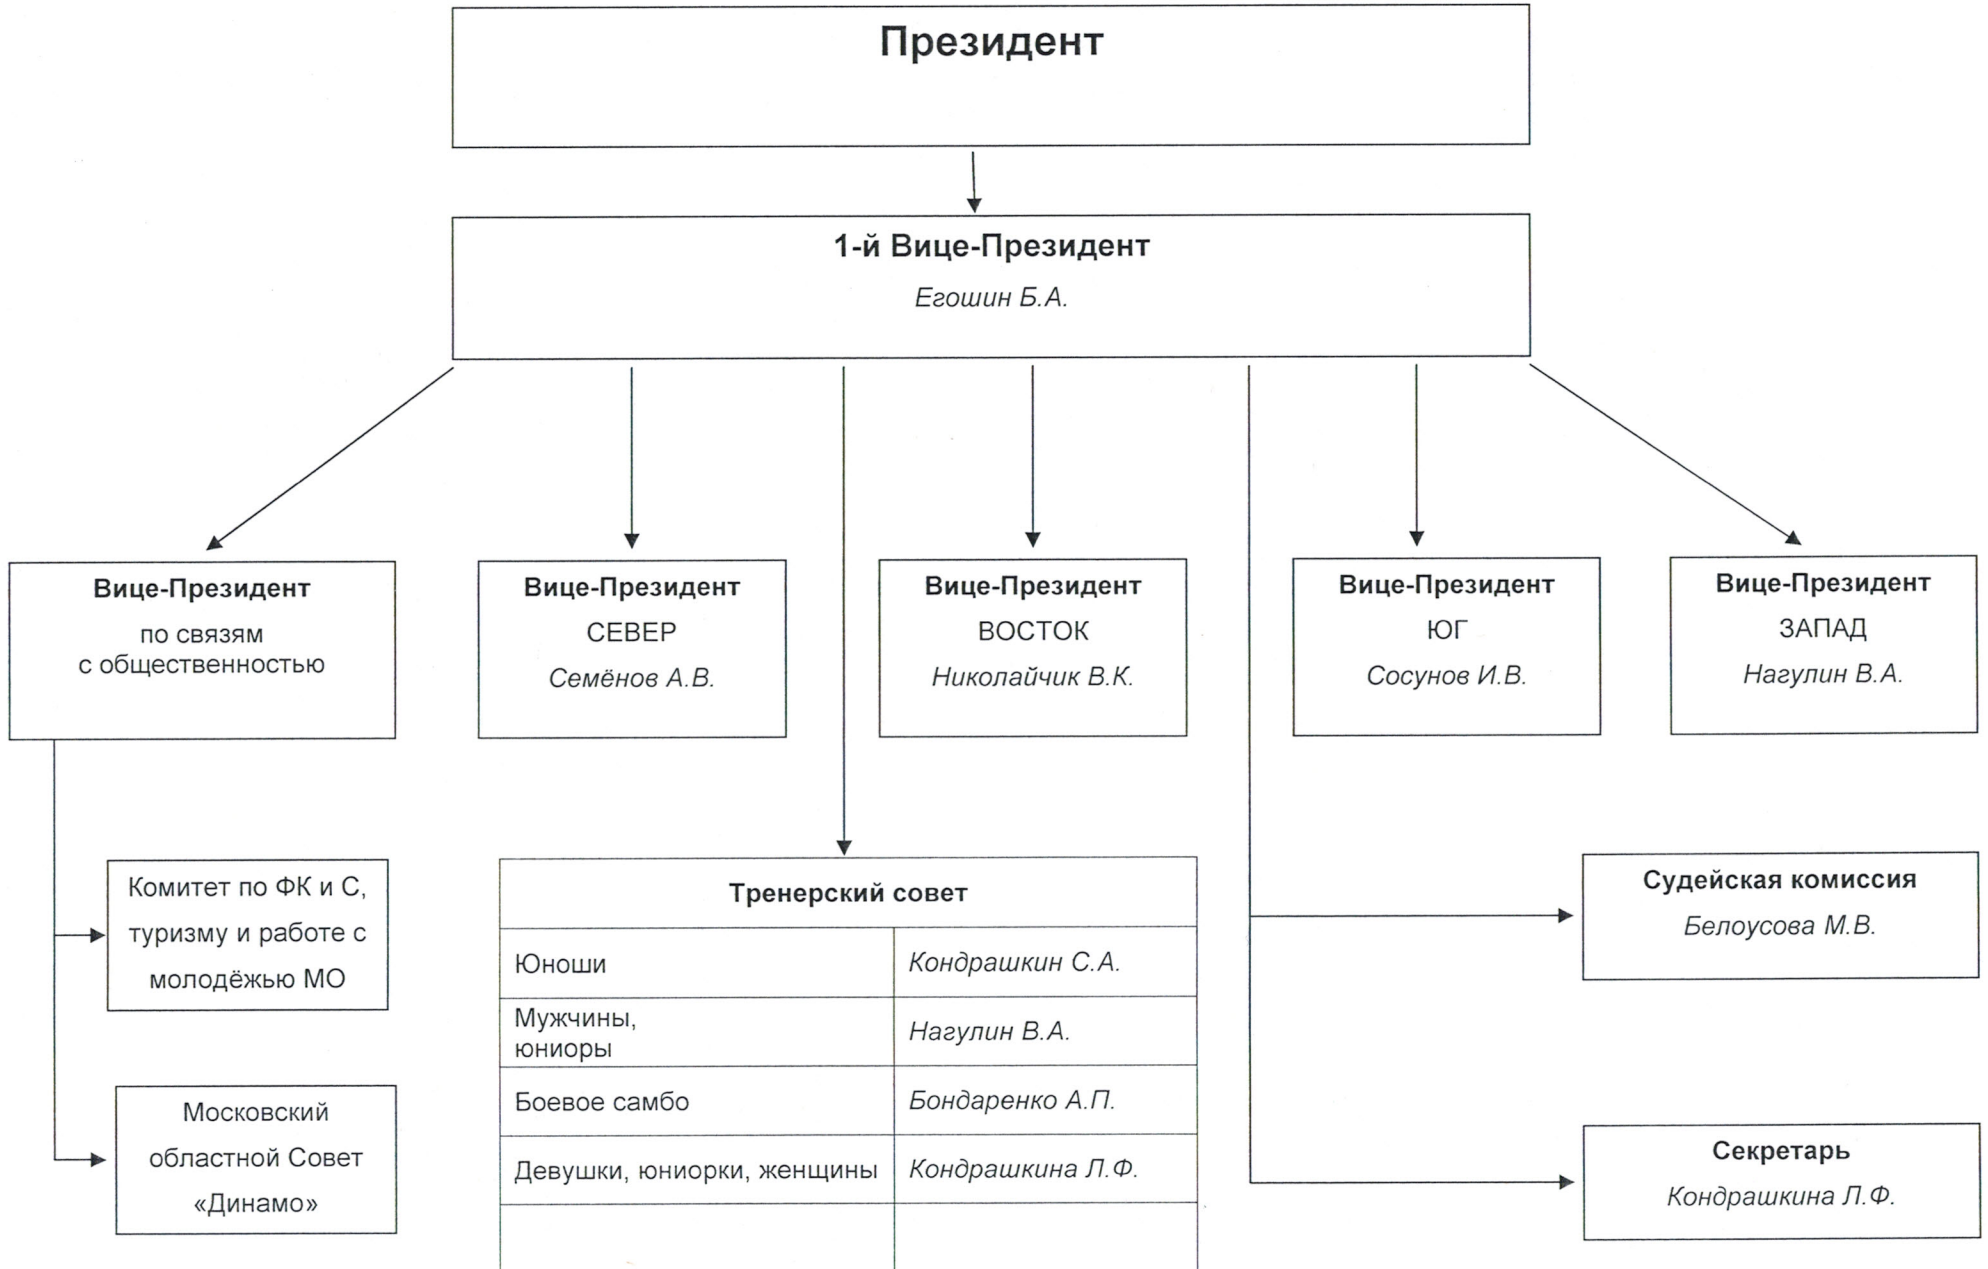 Президент
1-й Вице-Президент
Егошин Б.А.
Вице-Президент
по связям
с общественностью
Вице-Президент
СЕВЕР
Семёнов А.В.
Вице-Президент
ВОСТОК
Николайчик В.К.
Вице-Президент
ЮГ
Сосунов И.В.
Вице-Президент
ЗАПАД
Нагулин В.А.
Комитет по ФК и С,
туризму и работе с
молодёжью МО
Московский
областной Совет
«Динамо»
Тренерский совет
Юноши
Кондрашкин С.А.
Мужчины,
юниоры
Нагулин В.А.
Боевое самбо
Бондаренко А.П.
Девушки, юниорки, женщины
Кондрашкина Л.Ф.
Судейская комиссия
Белоусова М.В.
Секретарь
Кондрашкина Л.Ф.